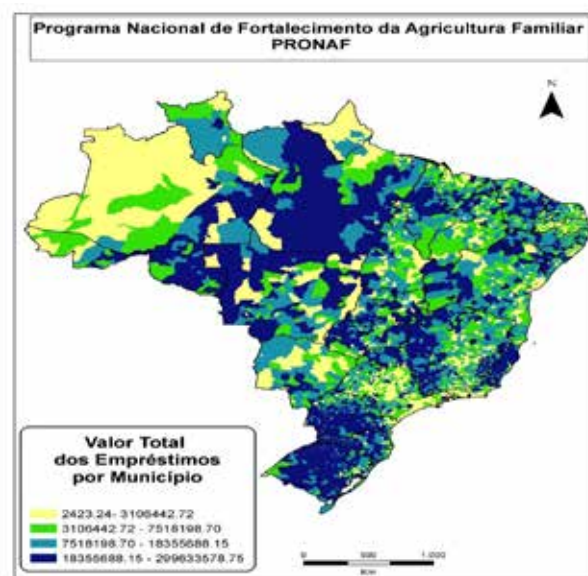 Programa Nacional de Fortalecimento da Agricultura Familiar
PRONAF
N
Valor Total
dos Empréstimos
por Município
2423.24- 3106442.72
3106442.72 - 7518198.70
7518198.70 - 18355688.15
18355688.15 - 299633578.75
0 500 1.000